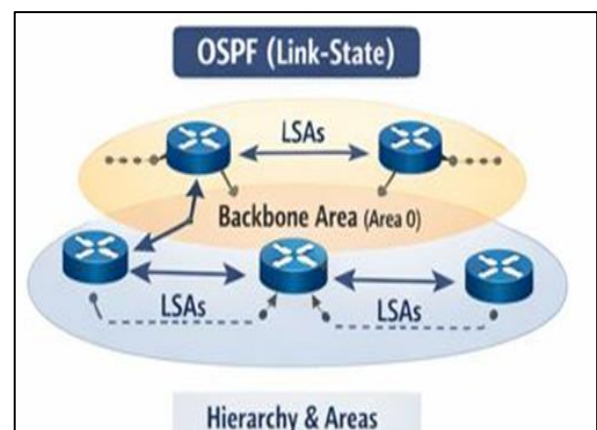 OSPF (Link-State)
LSAs
Backbone Area (Area 0)
LSAs
LSAs
Hierarchy & Areas